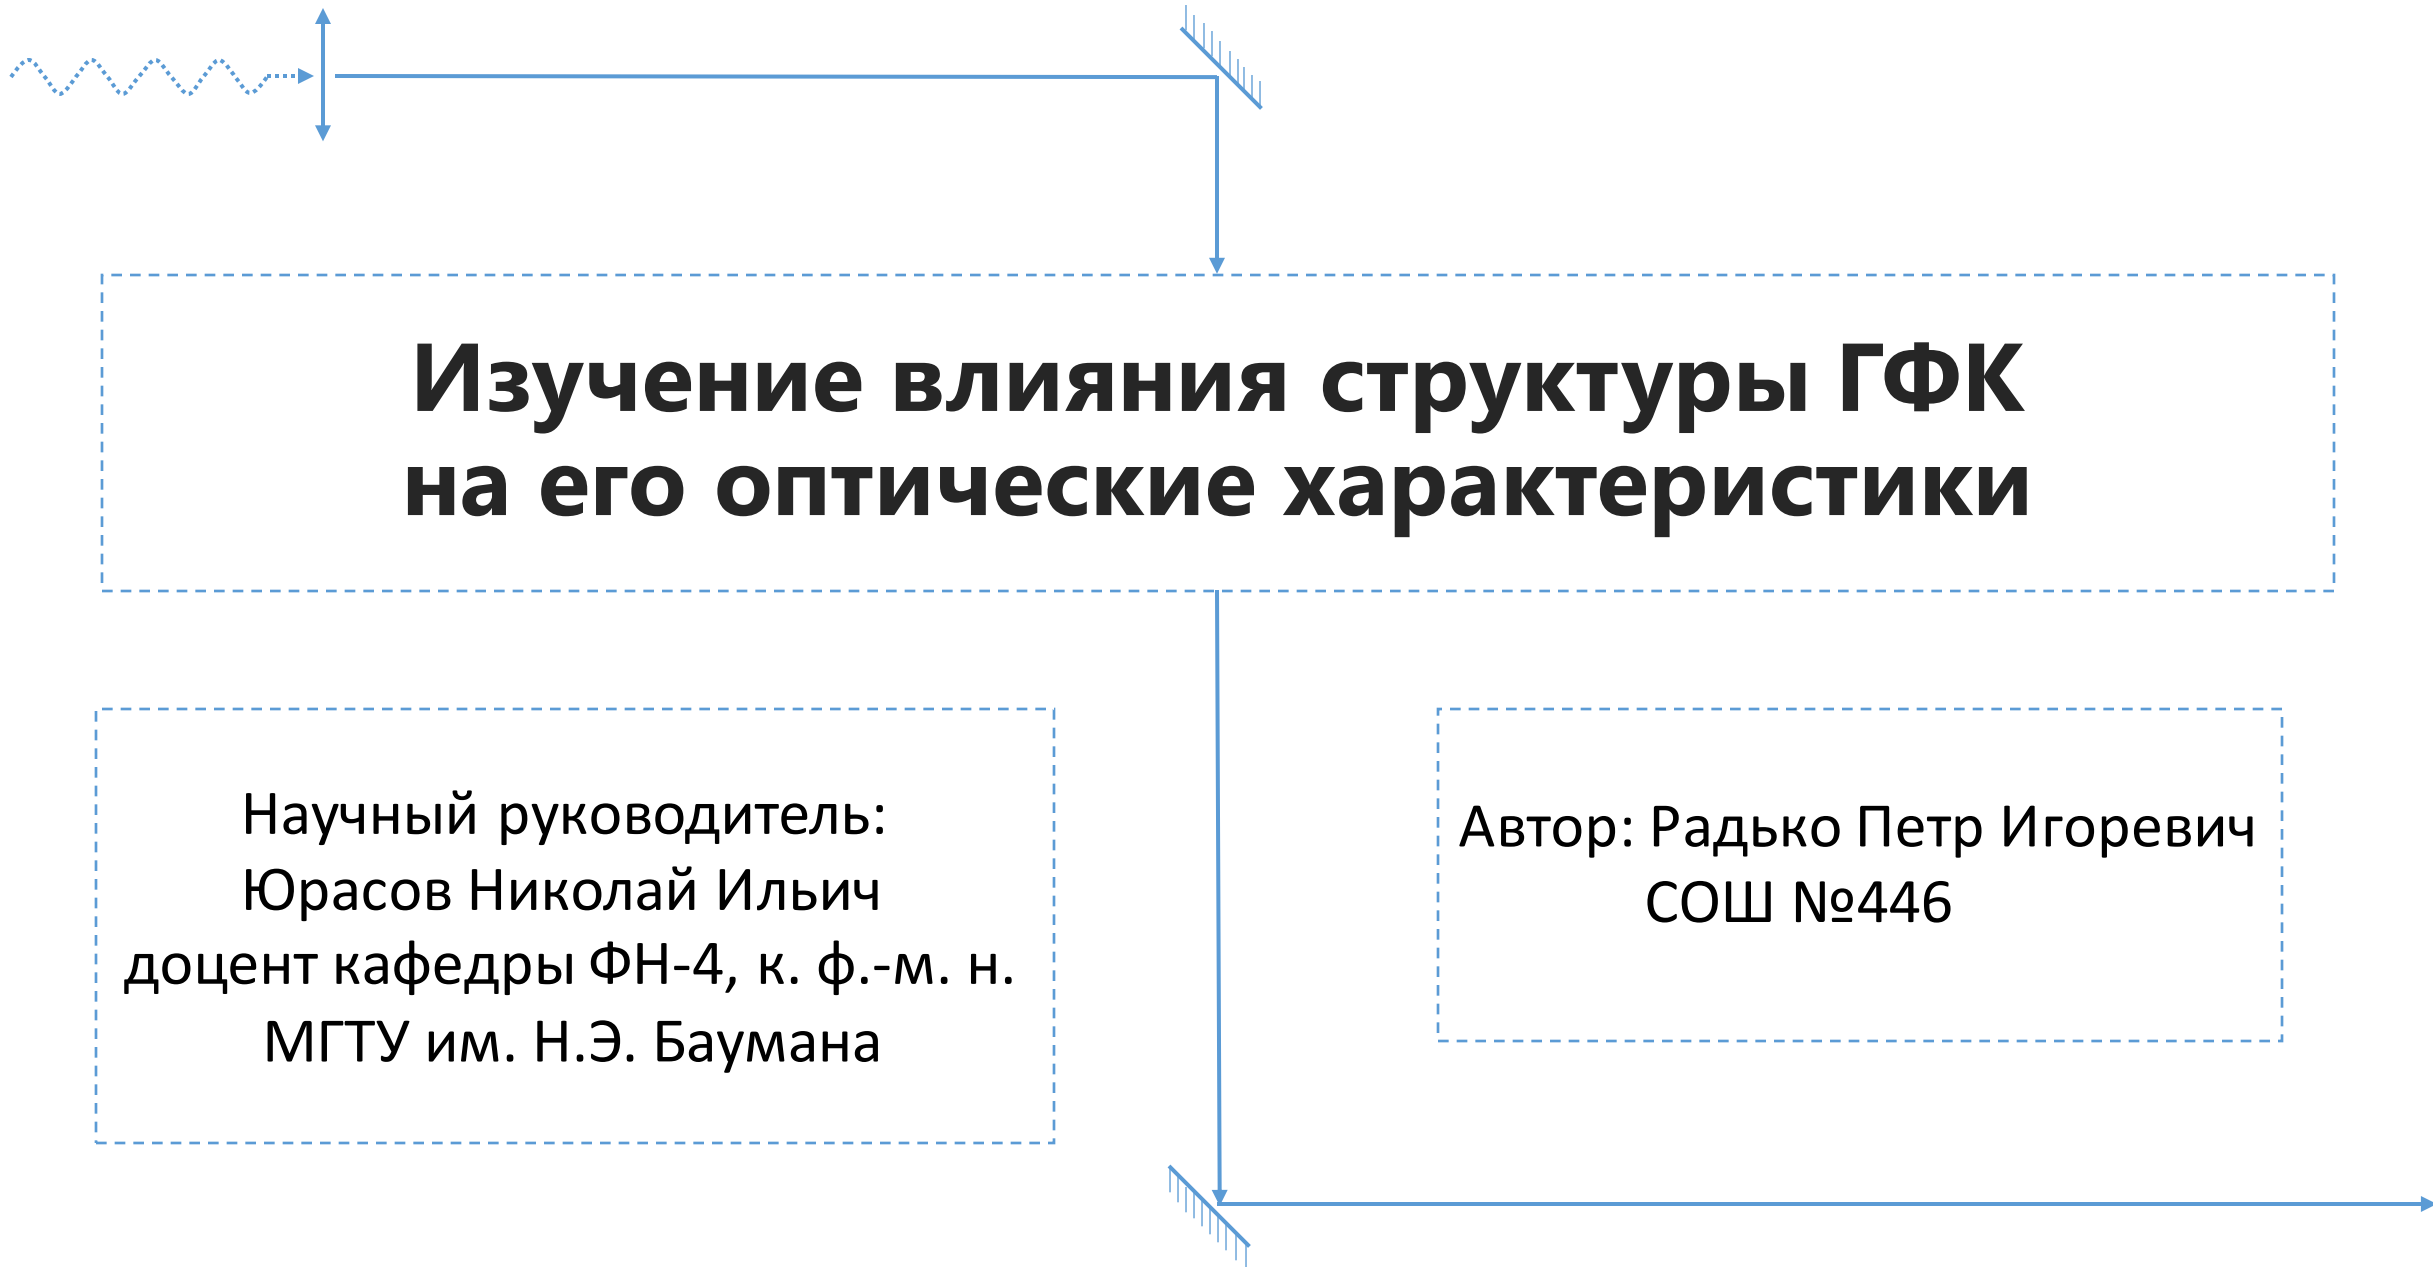 Изучение влияния структуры ГФК
на его оптические характеристики
Научный руководитель:
Юрасов Николай Ильич
доцент кафедры ФН-4, к. ф.-м. н.
МГТУ им. Н.Э. Баумана
Автор: Радько Петр Игоревич
СОШ №446